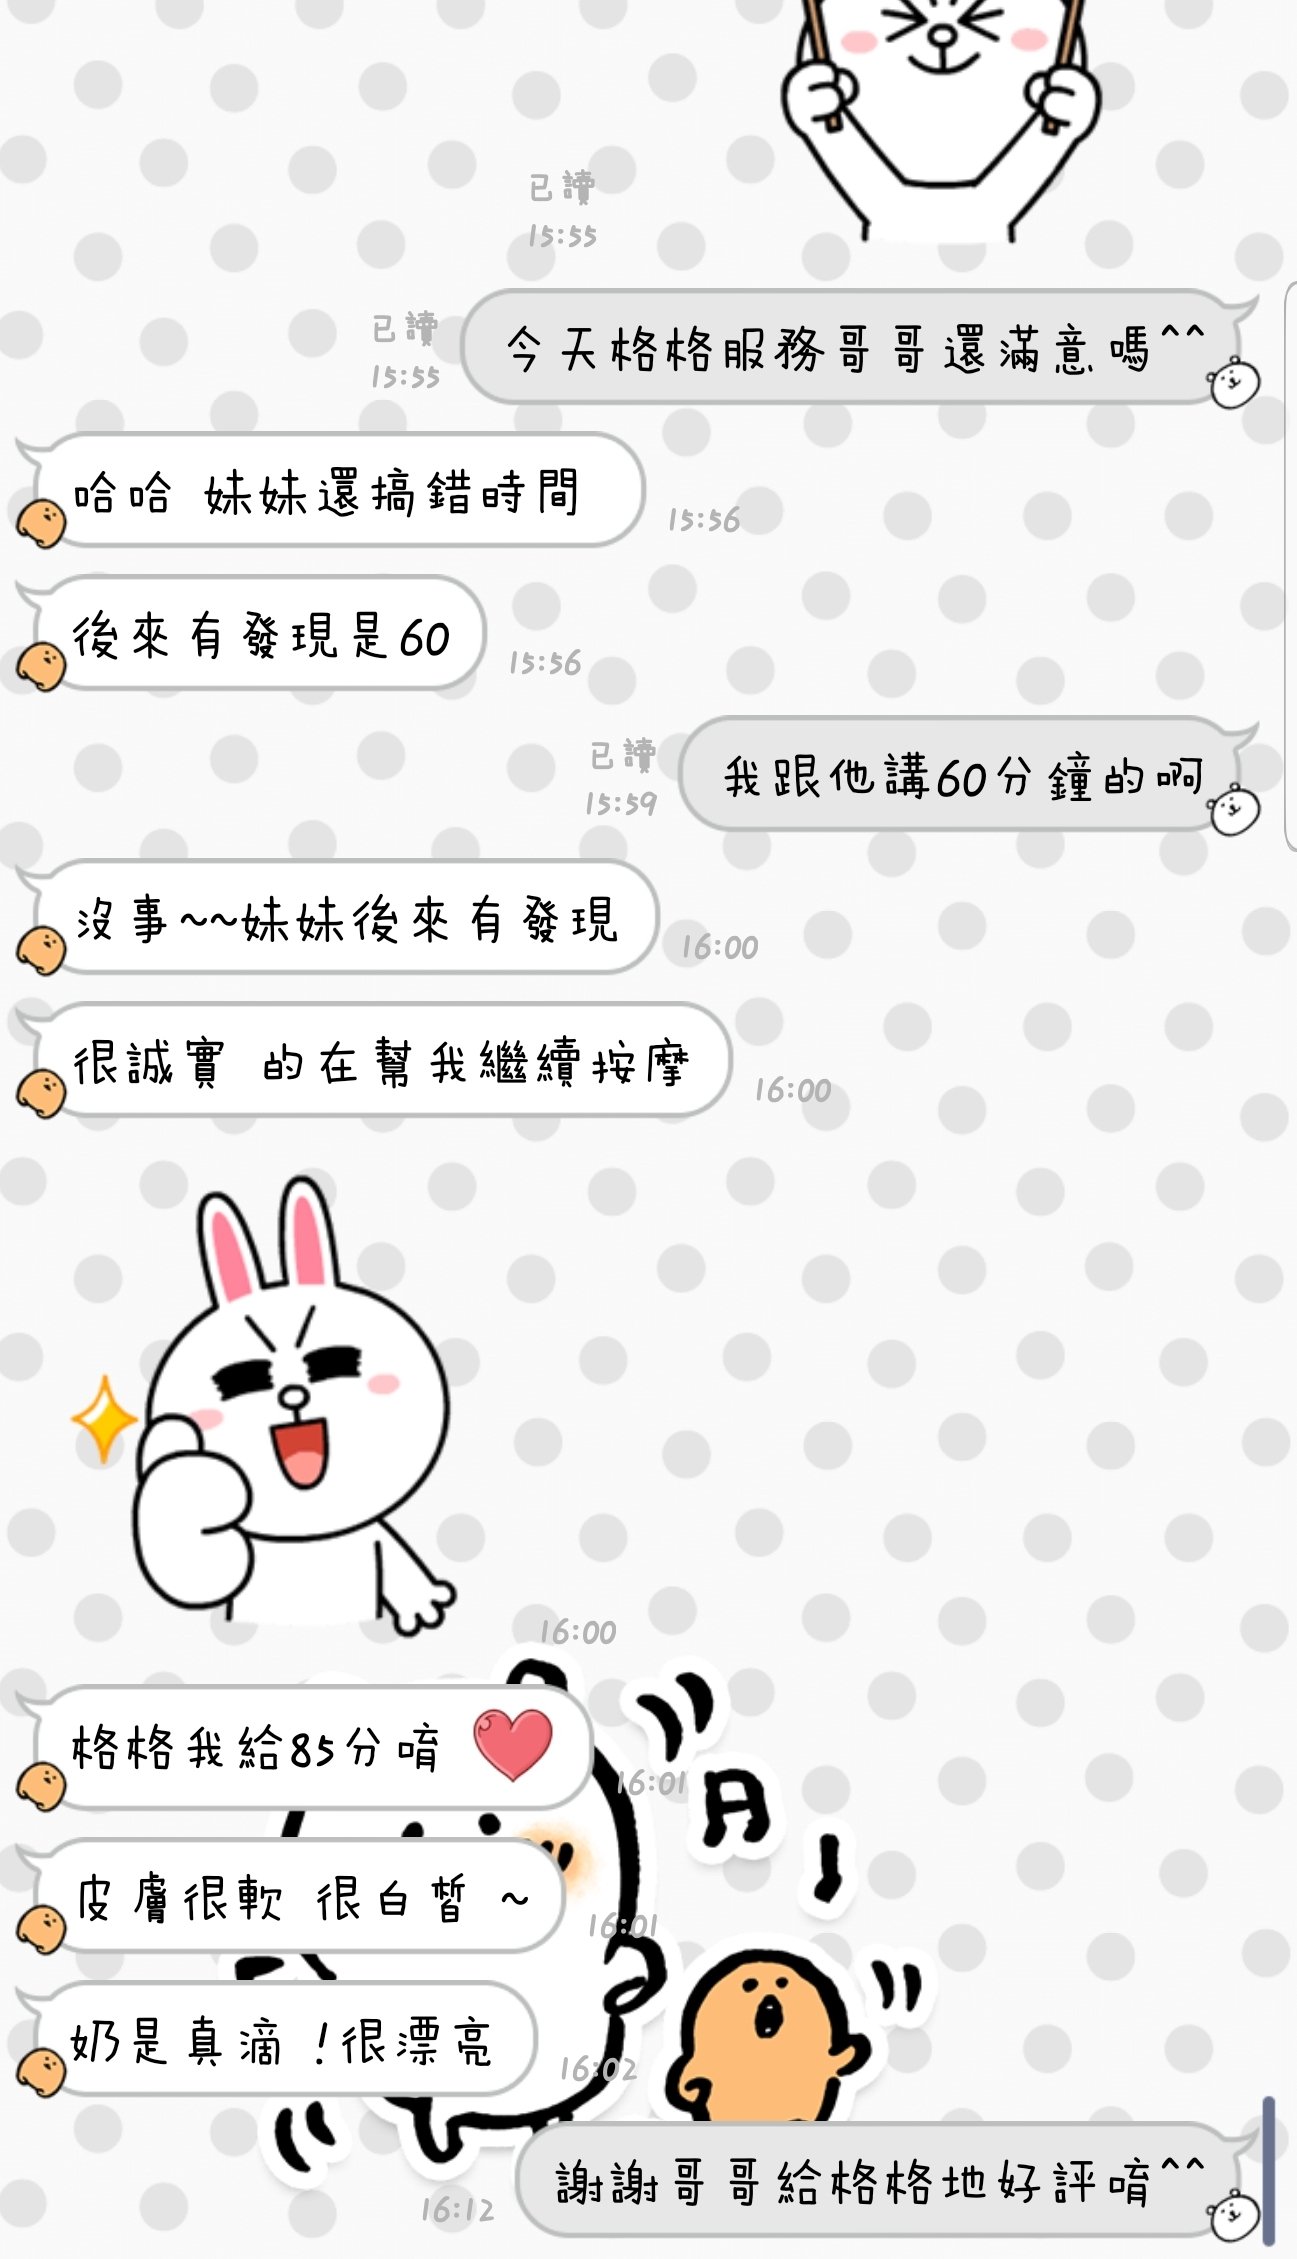 已讀
15:55
已讀
15:55
今天格格服務哥哥還滿意嗎^^
哈哈 妹妹還搞錯時間
15:56
後來有發現是60
15:56
已讀
15:59
我跟他講60分鐘的啊
沒事~~妹妹後來有發現
16:00
很誠實 的在幫我繼續按摩
16:00
16:00
格格我給85分唷
16:01
皮膚很軟 很白皙 ~
16:01
奶是真滴 !很漂亮
16:02
16:12
謝謝哥哥給格格地好評唷^^